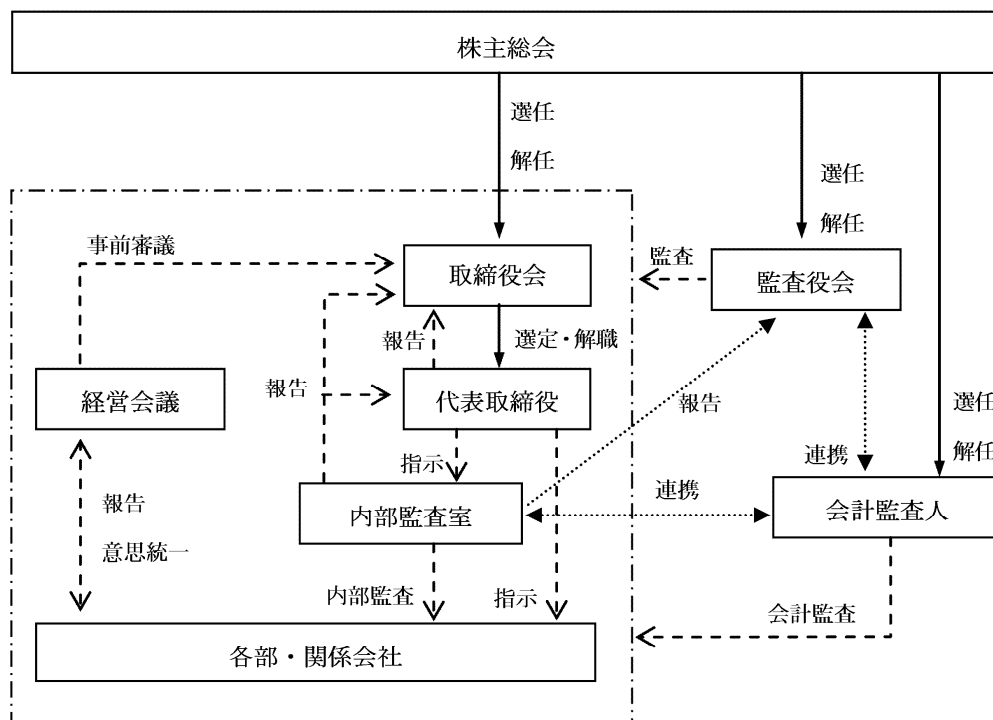 株主総会
選任
解任
選任
解任
事前審議
監査
取締役会
監査役会
報告
選定・解職
報告
経営会議
代表取締役
報告
選任
解任
指示
連携
連携
報告
意思統一
内部監査室
会計監査人
内部監査
指示
会計監査
各部・関係会社